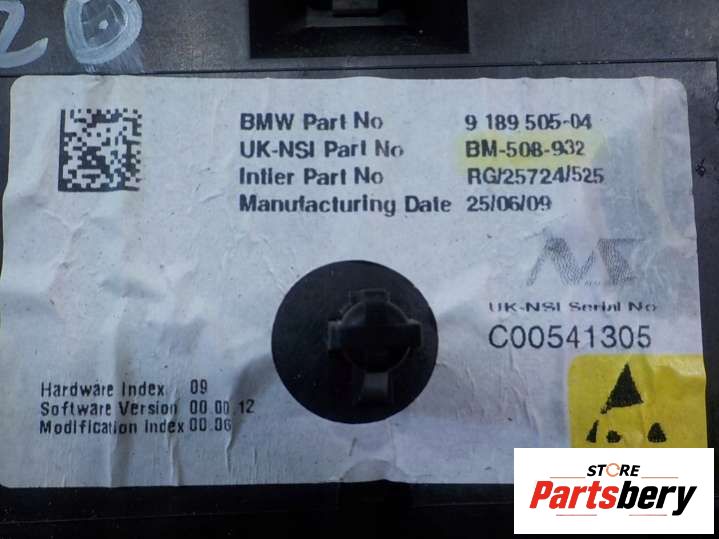 20
BMW Part No 9 189 505-04
UK-NSI Part No BM-508-932
Intier Part No RG/25724/525
Manufacturing Date 25/06/09
UK-NSI Serial No
C00541305
Hardware Index 09
Software Version 00.00.12
Modification Index 00.06
STORE
Partsbery